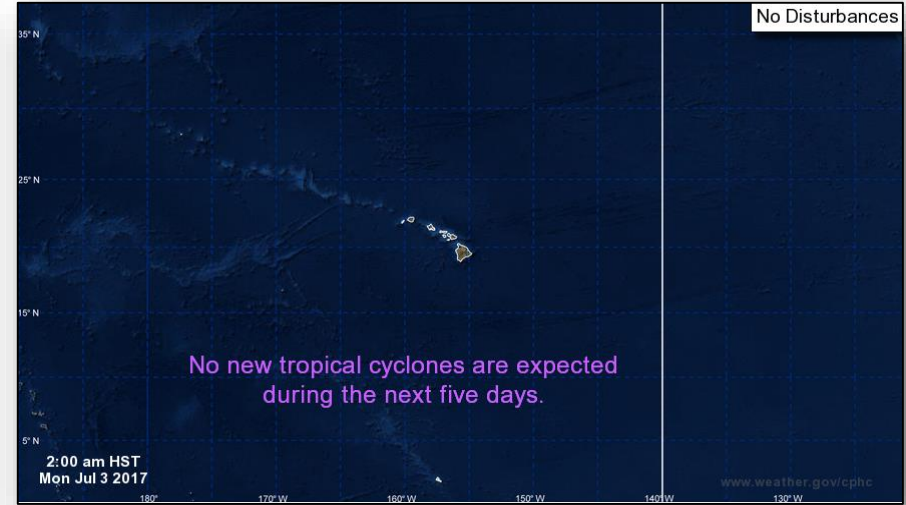 No Disturbances
35° N
25° N
15° N
No new tropical cyclones are expected
during the next five days.
5° N
2:00 am HST
Mon Jul 3 2017
www.weather.gov/cphc
180°
170° W
160° W
150° W
140° W
130° W